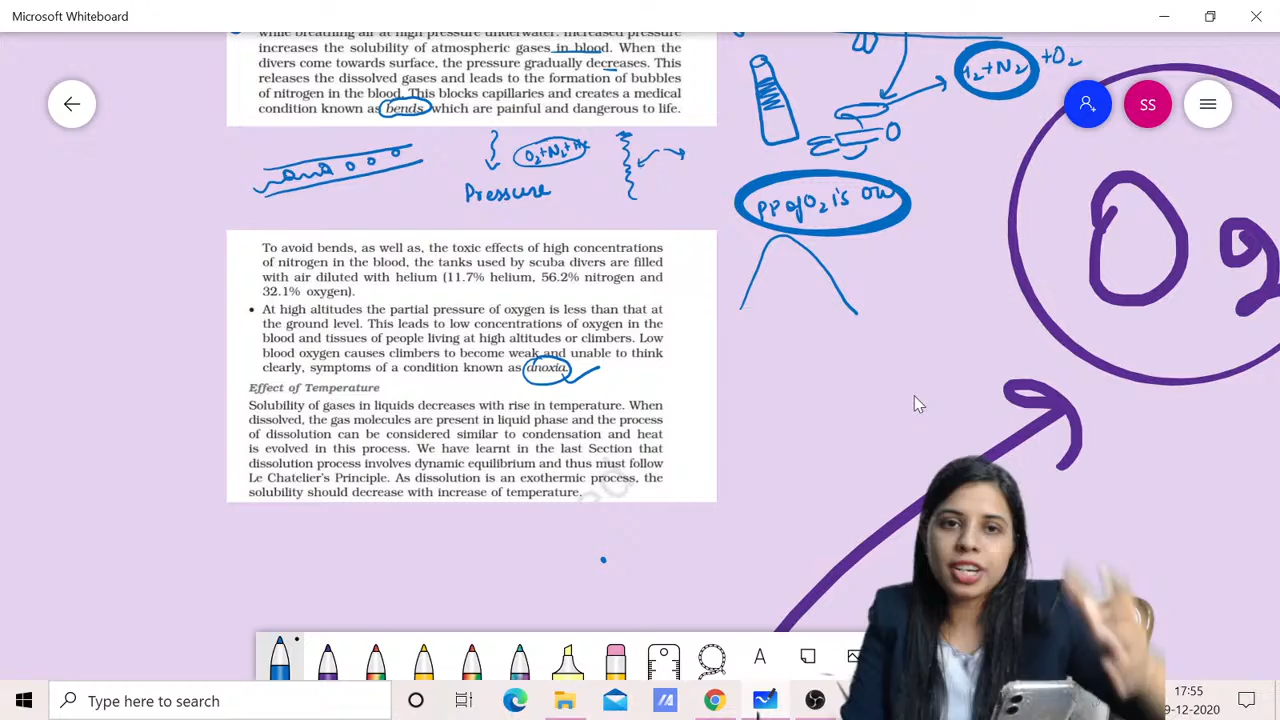 Microsoft Whiteboard
while breathing air at high pressure underwater. Increased pressure
increases the solubility of atmospheric gases in blood. When the
divers come towards surface, the pressure gradually decreases. This
releases the dissolved gases and leads to the formation of bubbles
of nitrogen in the blood. This blocks capillaries and creates a medical
condition known as bends, which are painful and dangerous to life.
+N2 +O2
SS
O2+N2+
Pressure
PP of O2 is
O2
To avoid bends, as well as, the toxic effects of high concentrations
of nitrogen in the blood, the tanks used by scuba divers are filled
with air diluted with helium (11.7% helium, 56.2% nitrogen and
32.1% oxygen).
• At high altitudes the partial pressure of oxygen is less than that at
the ground level. This leads to low concentrations of oxygen in the
blood and tissues of people living at high altitudes or climbers. Low
blood oxygen causes climbers to become weak and unable to think
clearly, symptoms of a condition known as anoxia.
Effect of Temperature
Solubility of gases in liquids decreases with rise in temperature. When
dissolved, the gas molecules are present in liquid phase and the process
of dissolution can be considered similar to condensation and heat
is evolved in this process. We have learnt in the last Section that
dissolution process involves dynamic equilibrium and thus must follow
Le Chatelier's Principle. As dissolution is an exothermic process, the
solubility should decrease with increase of temperature.
A
Type here to search
17:55
9-12-2020